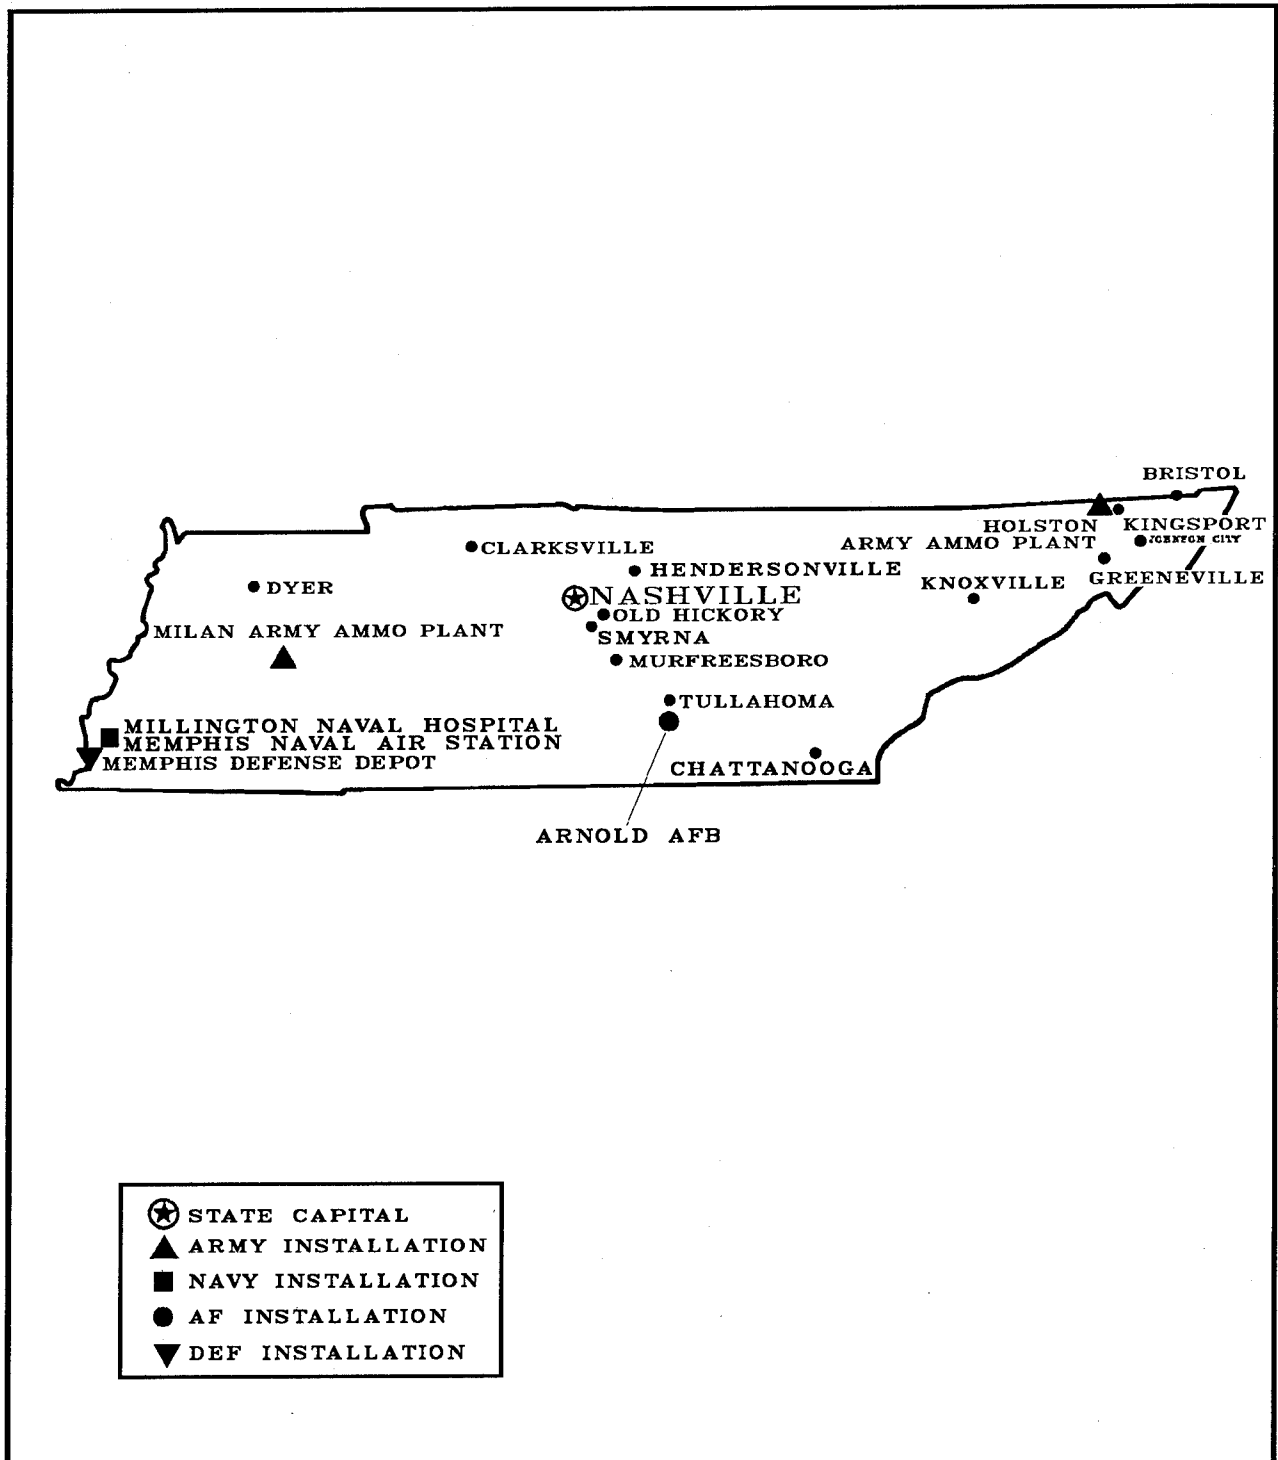 BRISTOL
HOLSTON
KINGSPORT
ARMY AMMO PLANT
JOHNSON CITY
CLARKSVILLE
HENDERSONVILLE
GREENEVILLE
KNOXVILLE
DYER
NASHVILLE
OLD HICKORY
MILAN ARMY AMMO PLANT
SMYRNA
MURFREESBORO
TULLAHOMA
MILLINGTON NAVAL HOSPITAL
MEMPHIS NAVAL AIR STATION
MEMPHIS DEFENSE DEPOT
CHATTANOOGA
ARNOLD AFB
STATE CAPITAL
ARMY INSTALLATION
NAVY INSTALLATION
AF INSTALLATION
DEF INSTALLATION